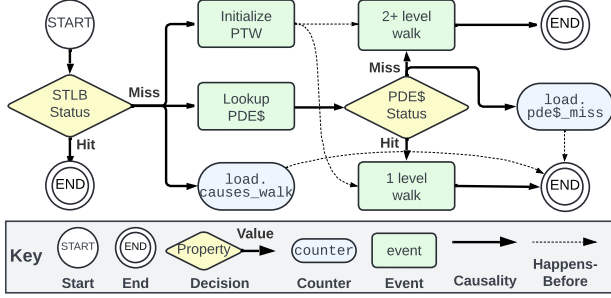 START
Initialize
PTW
2+ level
walk
END
Miss
Miss
STLB
Status
Lookup
PDE$
PDE$
Status
load.
pde$_miss
Hit
Hit
END
load.
causes_walk
1 level
walk
END
Key
START
END
Property
Value
counter
event
Start
End
Decision
Counter
Event
Causality
Happens-
Before